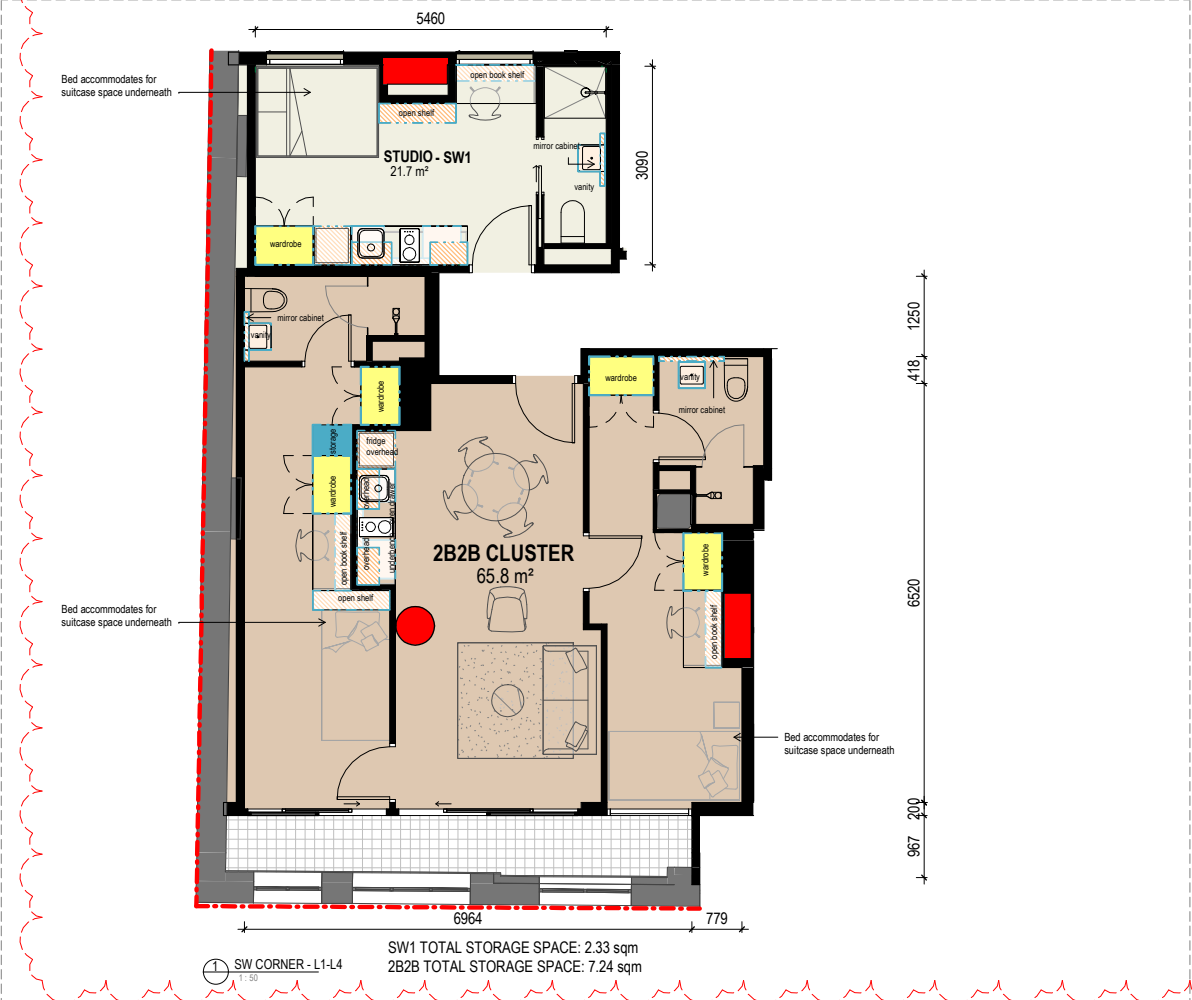 5460
Bed accommodates for
suitcase space underneath
open book shelf
open shelf
mirror cabinet
STUDIO - SW1
21.7 m²
vanity
3090
wardrobe
mirror cabinet
vanity
1250
418
wardrobe
wardrobe
vanity
mirror cabinet
storage
fridge
overhead
wardrobe
overhead
open book shelf
overhead
2B2B CLUSTER
65.8 m²
wardrobe
6520
open shelf
open book shelf
Bed accommodates for
suitcase space underneath
Bed accommodates for
suitcase space underneath
200
967
6964
779
SW1 TOTAL STORAGE SPACE: 2.33 sqm
2B2B TOTAL STORAGE SPACE: 7.24 sqm
1
SW CORNER - L1-L4
1 : 50